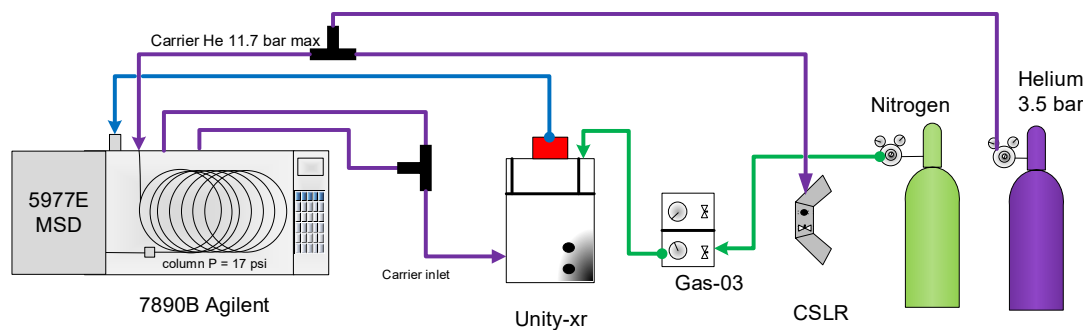 Carrier He 11.7 bar max
Helium
3.5 bar
Nitrogen
5977E
MSD
column P = 17 psi
Carrier inlet
7890B Agilent
Unity-xr
Gas-03
CSLR